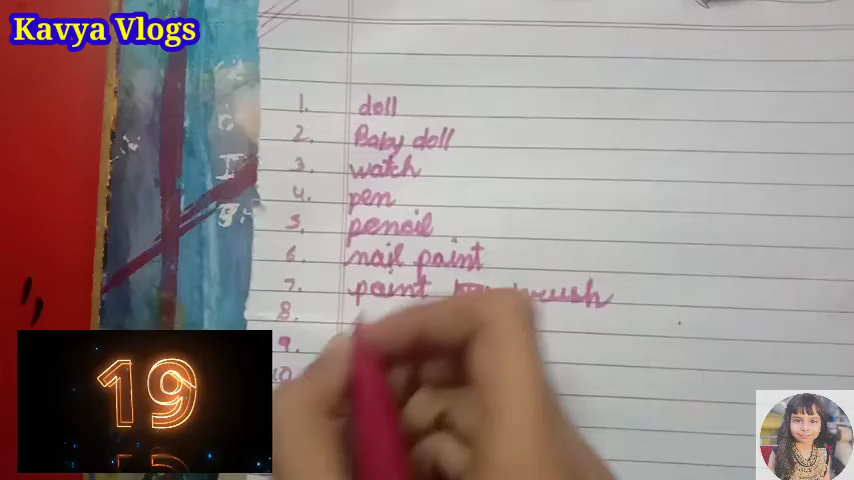 Kavya Vlogs
1. doll
2. Baby doll
3. watch
4. pen
5. pencil
6. nail paint
7. paint brush
8.
9.
10
19